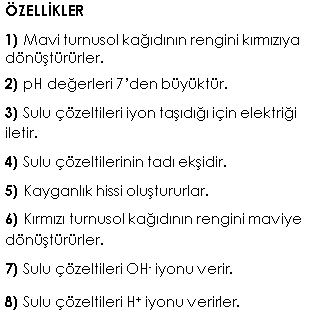 ÖZELLİKLER
1) Mavi turnusol kağıdının rengini kırmızıya
dönüştürürler.
2) pH değerleri 7'den büyüktür.
3) Sulu çözeltileri iyon taşıdığı için elektriği
iletir.
4) Sulu çözeltilerinin tadı ekşidir.
5) Kayganlık hissi oluştururlar.
6) Kırmızı turnusol kağıdının rengini maviye
dönüştürürler.
7) Sulu çözeltileri OH⁻ iyonu verir.
8) Sulu çözeltileri H⁺ iyonu verirler.